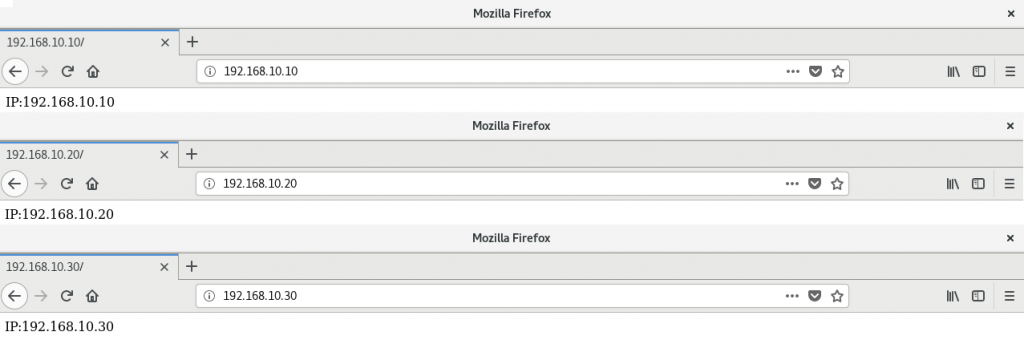 Mozilla Firefox
192.168.10.10/
192.168.10.10
IP:192.168.10.10
Mozilla Firefox
192.168.10.20/
192.168.10.20
IP:192.168.10.20
Mozilla Firefox
192.168.10.30/
192.168.10.30
IP:192.168.10.30